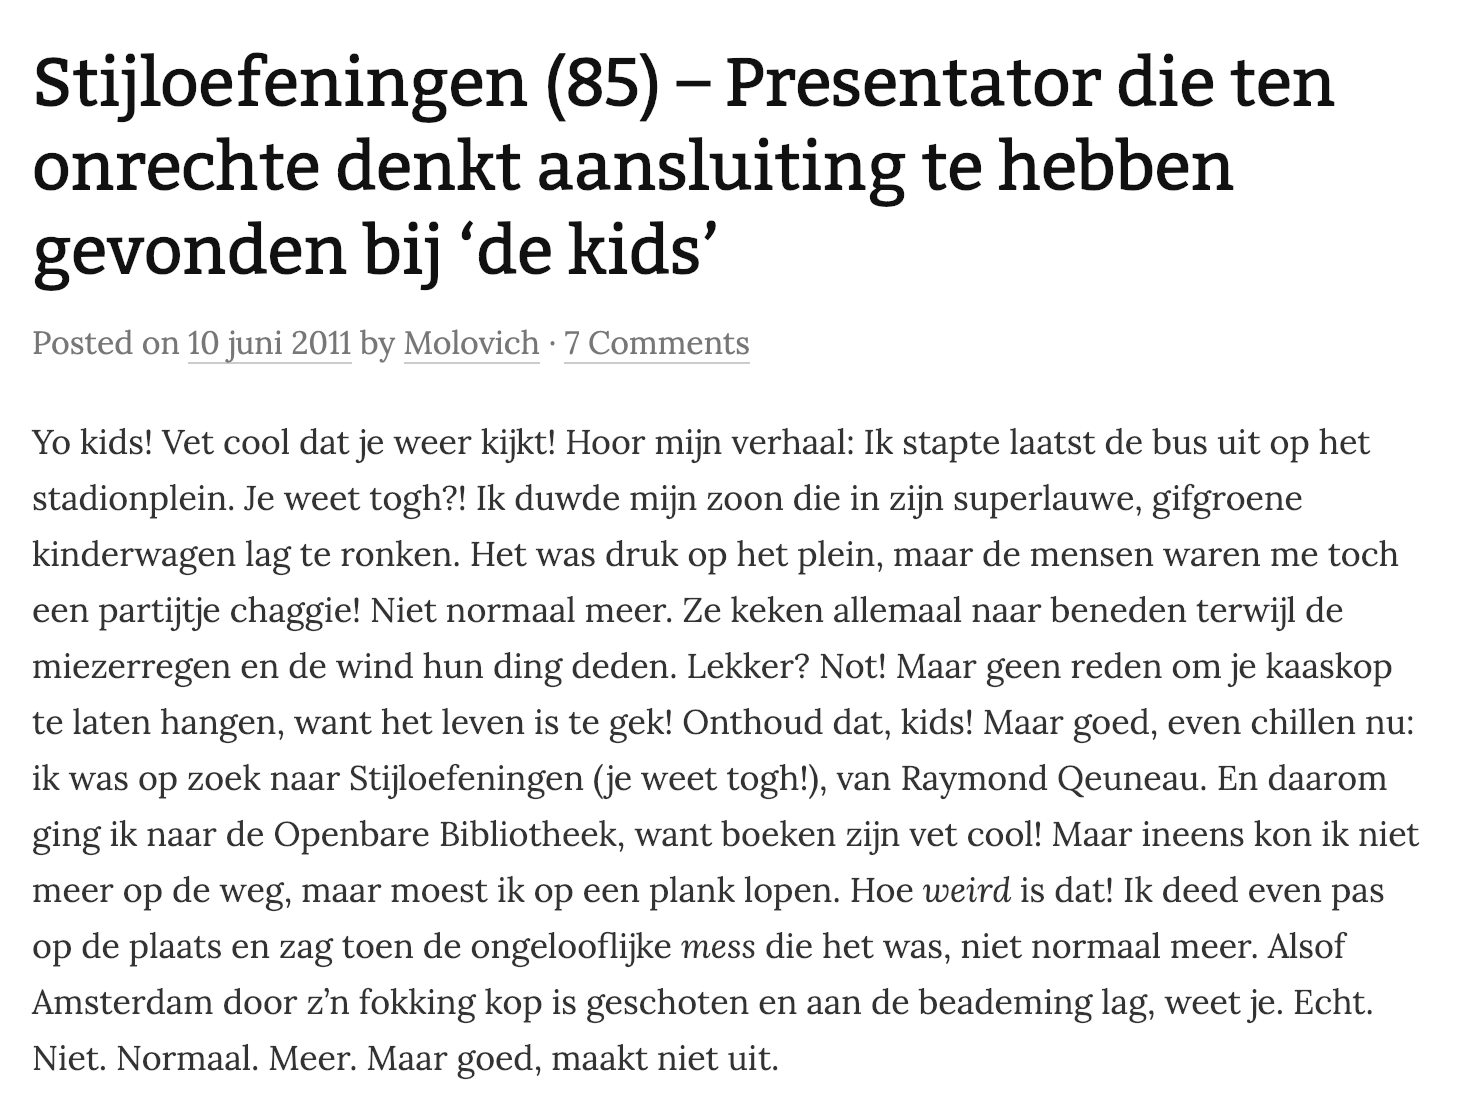 Stijloefeningen (85) – Presentator die ten
onrechte denkt aansluiting te hebben
gevonden bij ‘de kids’
Posted on 10 juni 2011 by Molovich · 7 Comments
Yo kids! Vet cool dat je weer kijkt! Hoor mijn verhaal: Ik stapte laatst de bus uit op het
stadionplein. Je weet togh?! Ik duwde mijn zoon die in zijn superlauwe, gifgroene
kinderwagen lag te ronken. Het was druk op het plein, maar de mensen waren me toch
een partijtje chaggie! Niet normaal meer. Ze keken allemaal naar beneden terwijl de
miezerregen en de wind hun ding deden. Lekker? Not! Maar geen reden om je kaaskop
te laten hangen, want het leven is te gek! Onthoud dat, kids! Maar goed, even chillen nu:
ik was op zoek naar Stijloefeningen (je weet togh!), van Raymond Qeuneau. En daarom
ging ik naar de Openbare Bibliotheek, want boeken zijn vet cool! Maar ineens kon ik niet
meer op de weg, maar moest ik op een plank lopen. Hoe weird is dat! Ik deed even pas
op de plaats en zag toen de ongelooflijke mess die het was, niet normaal meer. Alsof
Amsterdam door z’n fokking kop is geschoten en aan de beademing lag, weet je. Echt.
Niet. Normaal. Meer. Maar goed, maakt niet uit.